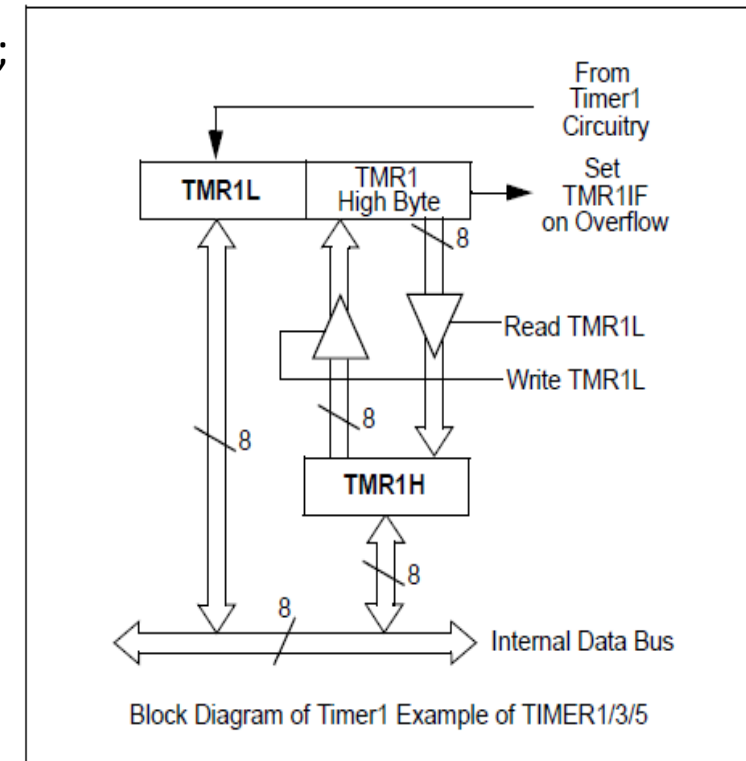 ;
From
Timer1
Circuitry
TMR1L
TMR1
High Byte
Set
TMR1IF
on Overflow
8
Read TMR1L
Write TMR1L
8
8
TMR1H
8
8
Internal Data Bus
Block Diagram of Timer1 Example of TIMER1/3/5